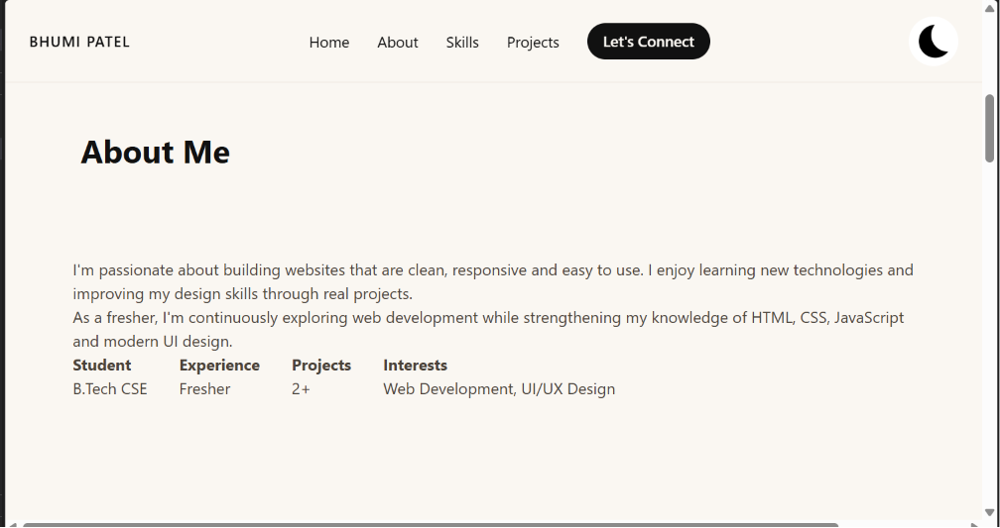 BHUMI PATEL Home About Skills Projects Let's Connect
About Me
I'm passionate about building websites that are clean, responsive and easy to use. I enjoy learning new technologies and
improving my design skills through real projects.
As a fresher, I'm continuously exploring web development while strengthening my knowledge of HTML, CSS, JavaScript
and modern UI design.
Student Experience Projects Interests
B.Tech CSE Fresher 2+ Web Development, UI/UX Design